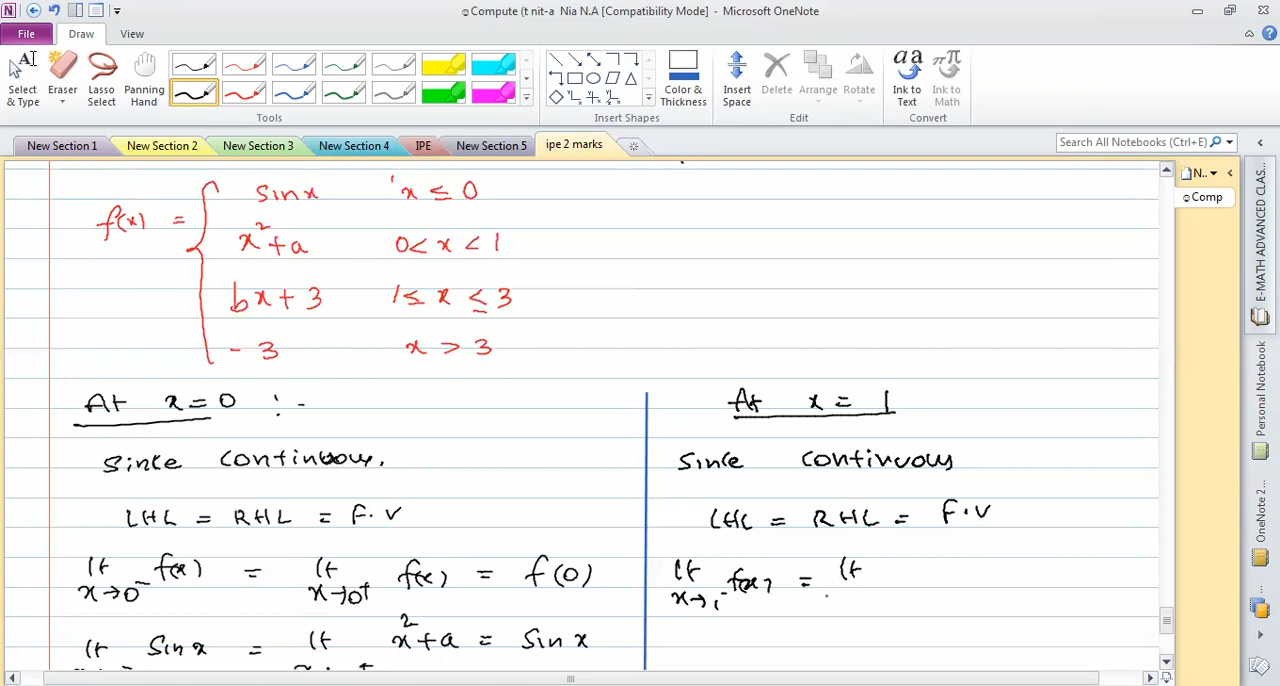 Compute (t nit-a Nia N.A [Compatibility Mode] - Microsoft OneNote
File Draw View
Select & Type Eraser Lasso Select Panning Hand Color & Thickness Insert Space Delete Arrange Rotate Ink to Text Ink to Math
Tools Insert Shapes Edit Convert
New Section 1 New Section 2 New Section 3 New Section 4 IPE New Section 5 ipe 2 marks Search All Notebooks (Ctrl+E)
N..
Comp
E-MATH ADVANCED CLAS...
Personal Notebook
OneNote 2...
f(x) = { sinx x ≤ 0
x²+a 0< x < 1
bx+3 1≤ x ≤ 3
-3 x > 3
At x=0 :-
since continuous.
LHL = RHL = F.V
lt x→0⁻ f(x) = lt x→0⁺ f(x) = f(0)
lt sinx = lt x²+a = sinx
At x = 1
Since continuous
LHL = RHL = F.V
lt x→1⁻ f(x) = lt